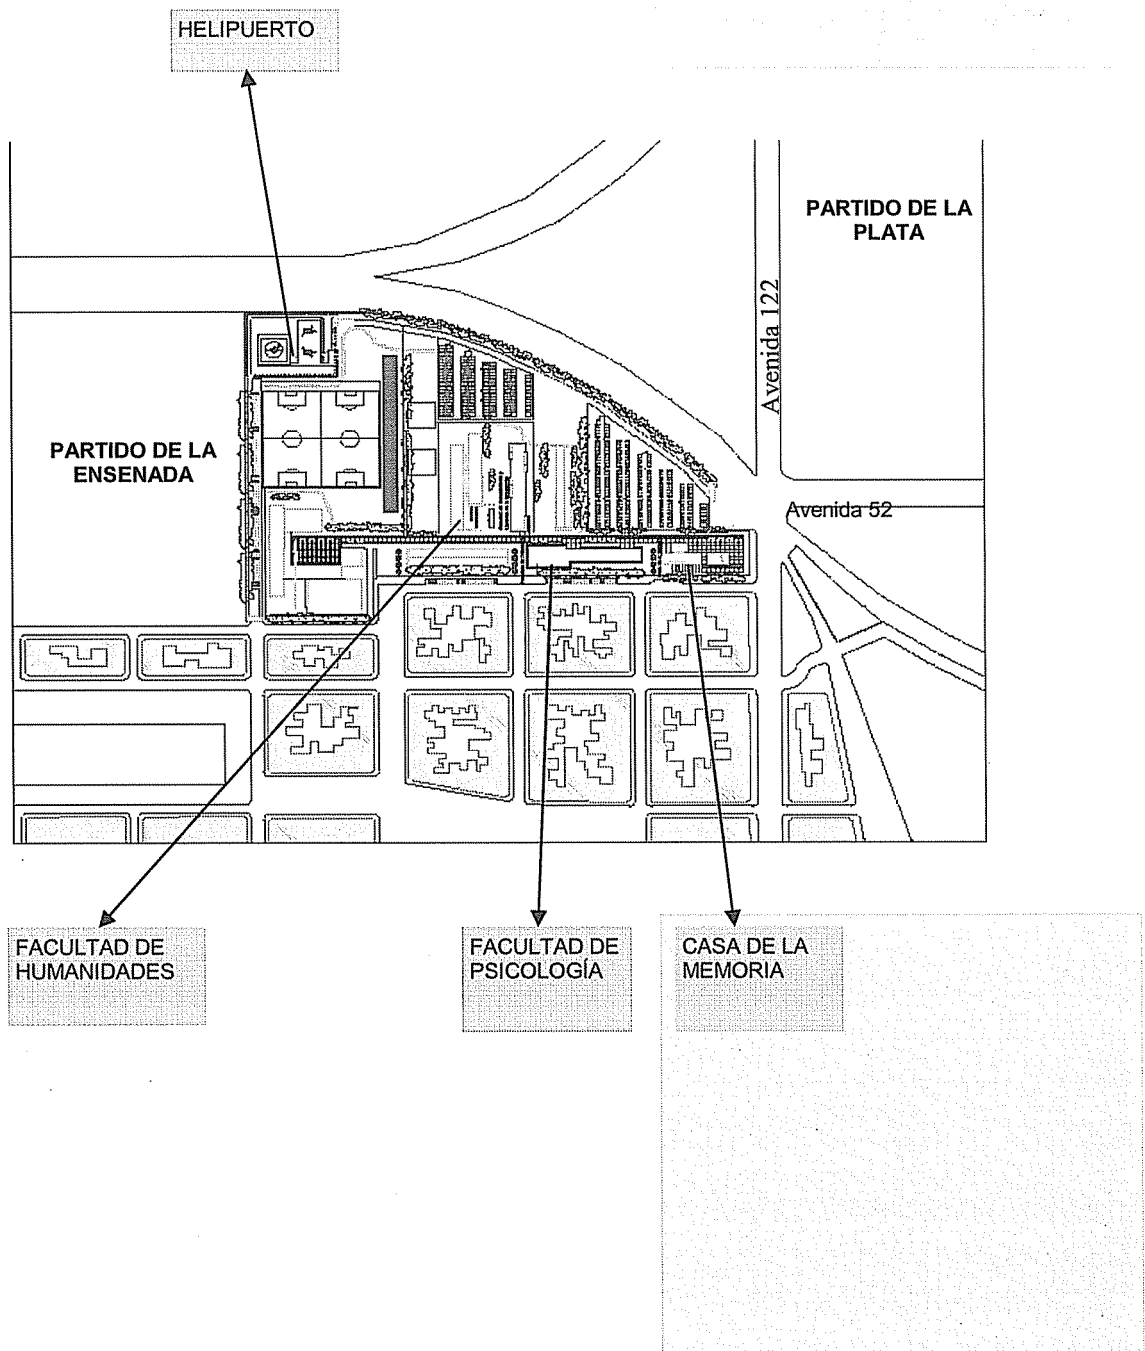 HELIPUERTO
PARTIDO DE LA
PLATA
Avenida 122
PARTIDO DE LA
ENSENADA
Avenida 52
FACULTAD DE
HUMANIDADES
FACULTAD DE
PSICOLOGÍA
CASA DE LA
MEMORIA